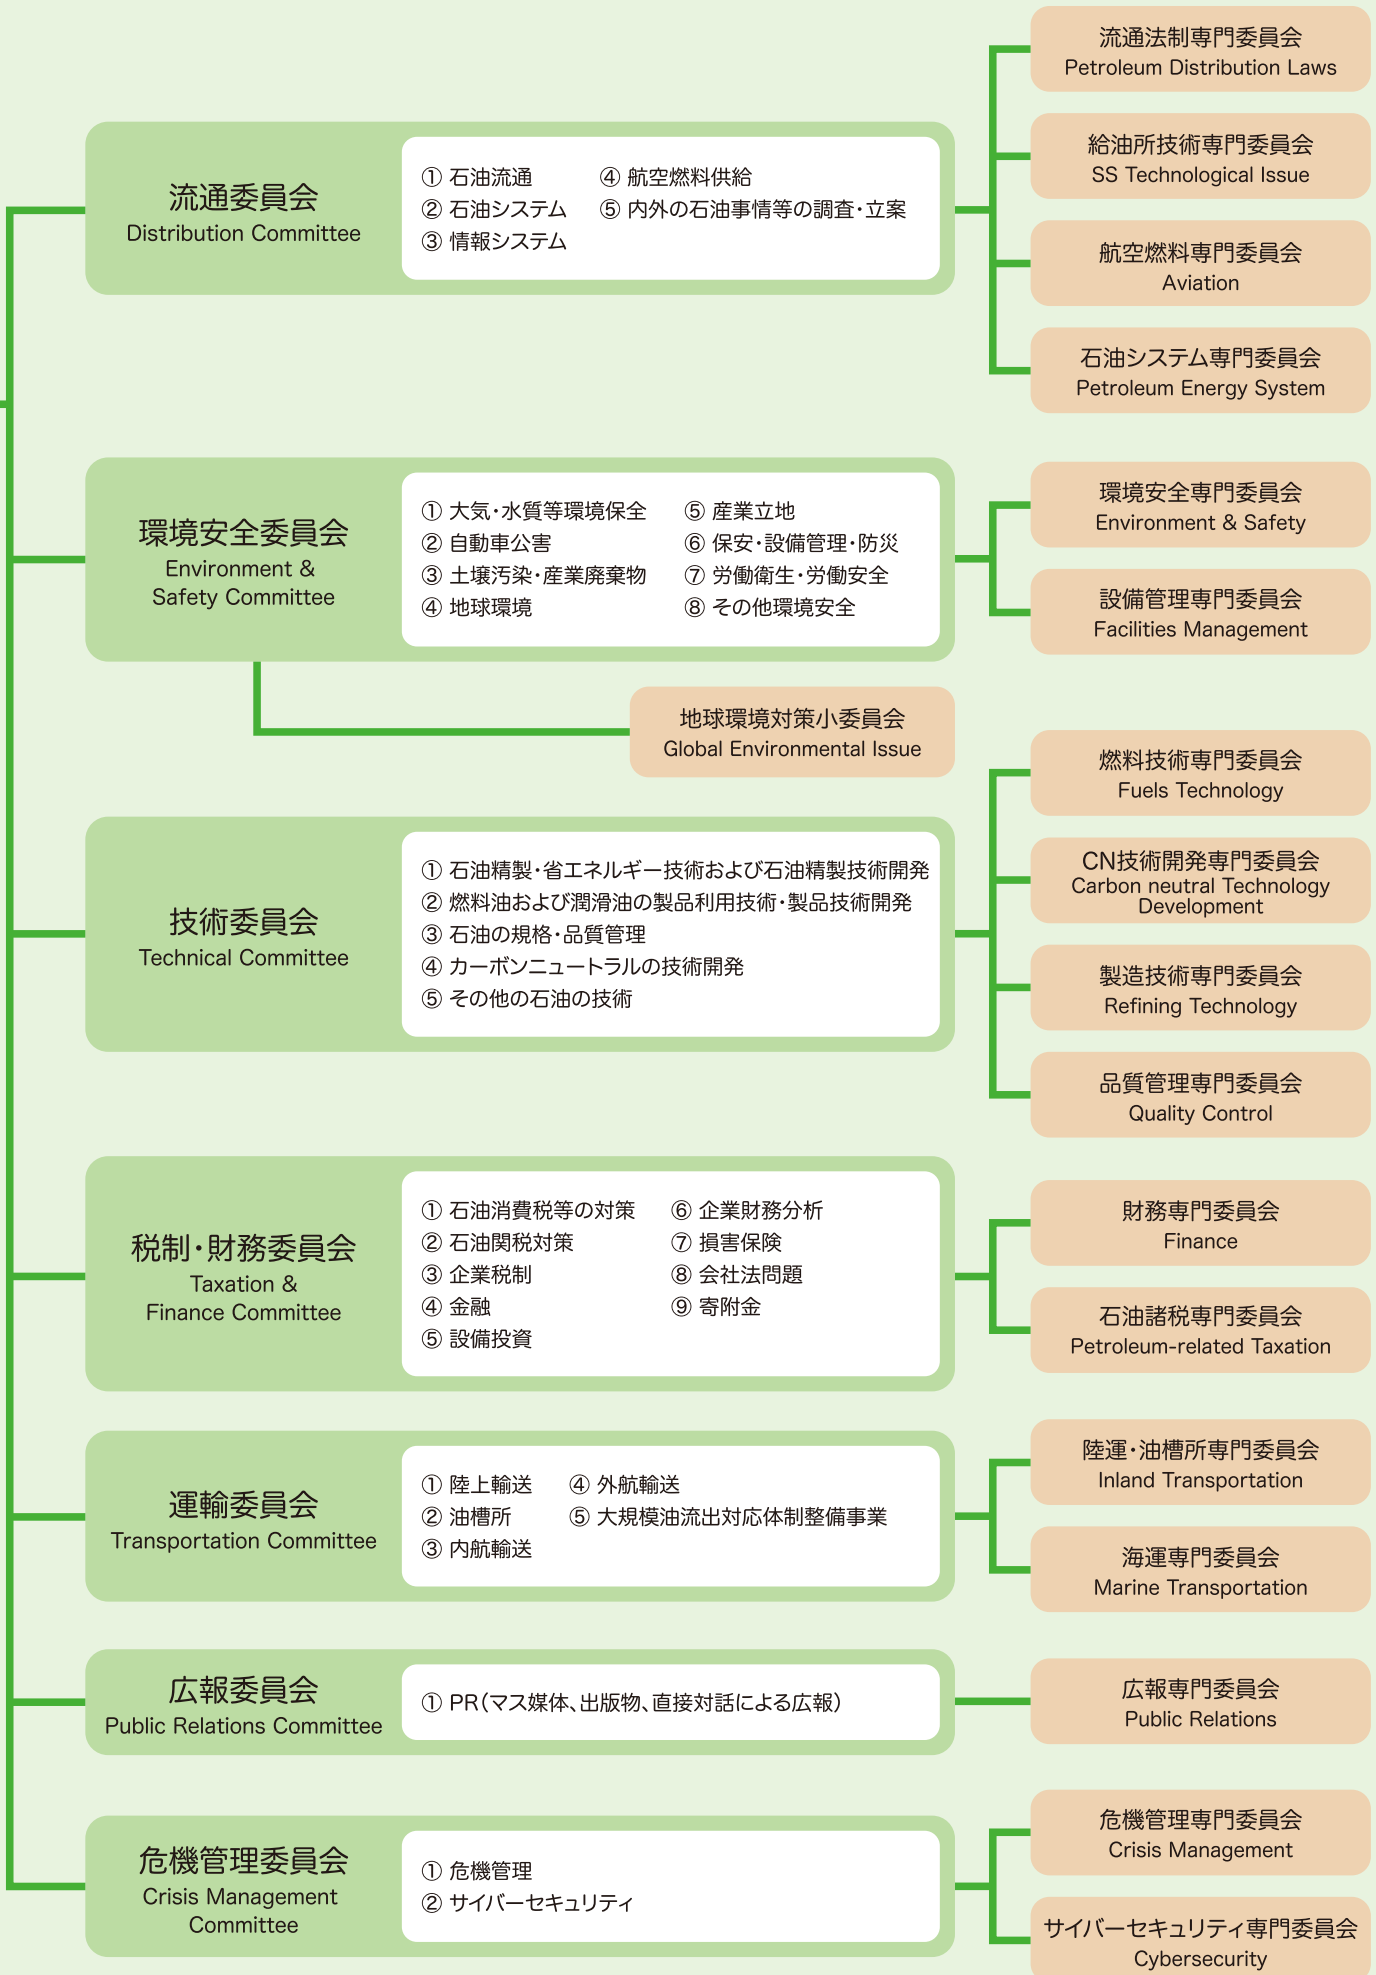 流通委員会
Distribution Committee
① 石油流通
② 石油システム
③ 情報システム
④ 航空燃料供給
⑤ 内外の石油事情等の調査・立案
流通法制専門委員会
Petroleum Distribution Laws
給油所技術専門委員会
SS Technological Issue
航空燃料専門委員会
Aviation
石油システム専門委員会
Petroleum Energy System
環境安全委員会
Environment &
Safety Committee
① 大気・水質等環境保全
② 自動車公害
③ 土壌汚染・産業廃棄物
④ 地球環境
⑤ 産業立地
⑥ 保安・設備管理・防災
⑦ 労働衛生・労働安全
⑧ その他環境安全
環境安全専門委員会
Environment & Safety
設備管理専門委員会
Facilities Management
地球環境対策小委員会
Global Environmental Issue
技術委員会
Technical Committee
① 石油精製・省エネルギー技術および石油精製技術開発
② 燃料油および潤滑油の製品利用技術・製品技術開発
③ 石油の規格・品質管理
④ カーボンニュートラルの技術開発
⑤ その他の石油の技術
燃料技術専門委員会
Fuels Technology
CN技術開発専門委員会
Carbon neutral Technology
Development
製造技術専門委員会
Refining Technology
品質管理専門委員会
Quality Control
税制・財務委員会
Taxation &
Finance Committee
① 石油消費税等の対策
② 石油関税対策
③ 企業税制
④ 金融
⑤ 設備投資
⑥ 企業財務分析
⑦ 損害保険
⑧ 会社法問題
⑨ 寄附金
財務専門委員会
Finance
石油諸税専門委員会
Petroleum-related Taxation
運輸委員会
Transportation Committee
① 陸上輸送
② 油槽所
③ 内航輸送
④ 外航輸送
⑤ 大規模油流出対応体制整備事業
陸運・油槽所専門委員会
Inland Transportation
海運専門委員会
Marine Transportation
広報委員会
Public Relations Committee
① PR（マス媒体、出版物、直接対話による広報）
広報専門委員会
Public Relations
危機管理委員会
Crisis Management
Committee
① 危機管理
② サイバーセキュリティ
危機管理専門委員会
Crisis Management
サイバーセキュリティ専門委員会
Cybersecurity